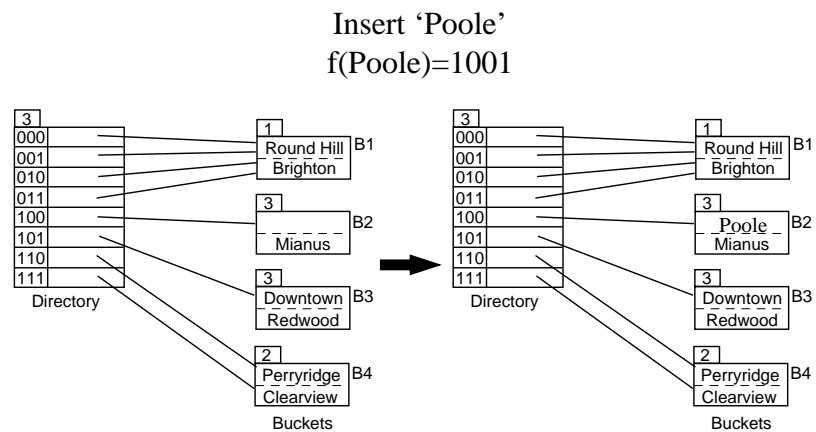 Insert ‘Poole’
f(Poole)=1001
3
000
001
010
011
100
101
110
111
Directory
1
Round Hill
Brighton
B1
3
Mianus
B2
3
Downtown
Redwood
B3
2
Perryridge
Clearview
B4
Buckets
3
000
001
010
011
100
101
110
111
Directory
1
Round Hill
Brighton
B1
3
Poole
Mianus
B2
3
Downtown
Redwood
B3
2
Perryridge
Clearview
B4
Buckets